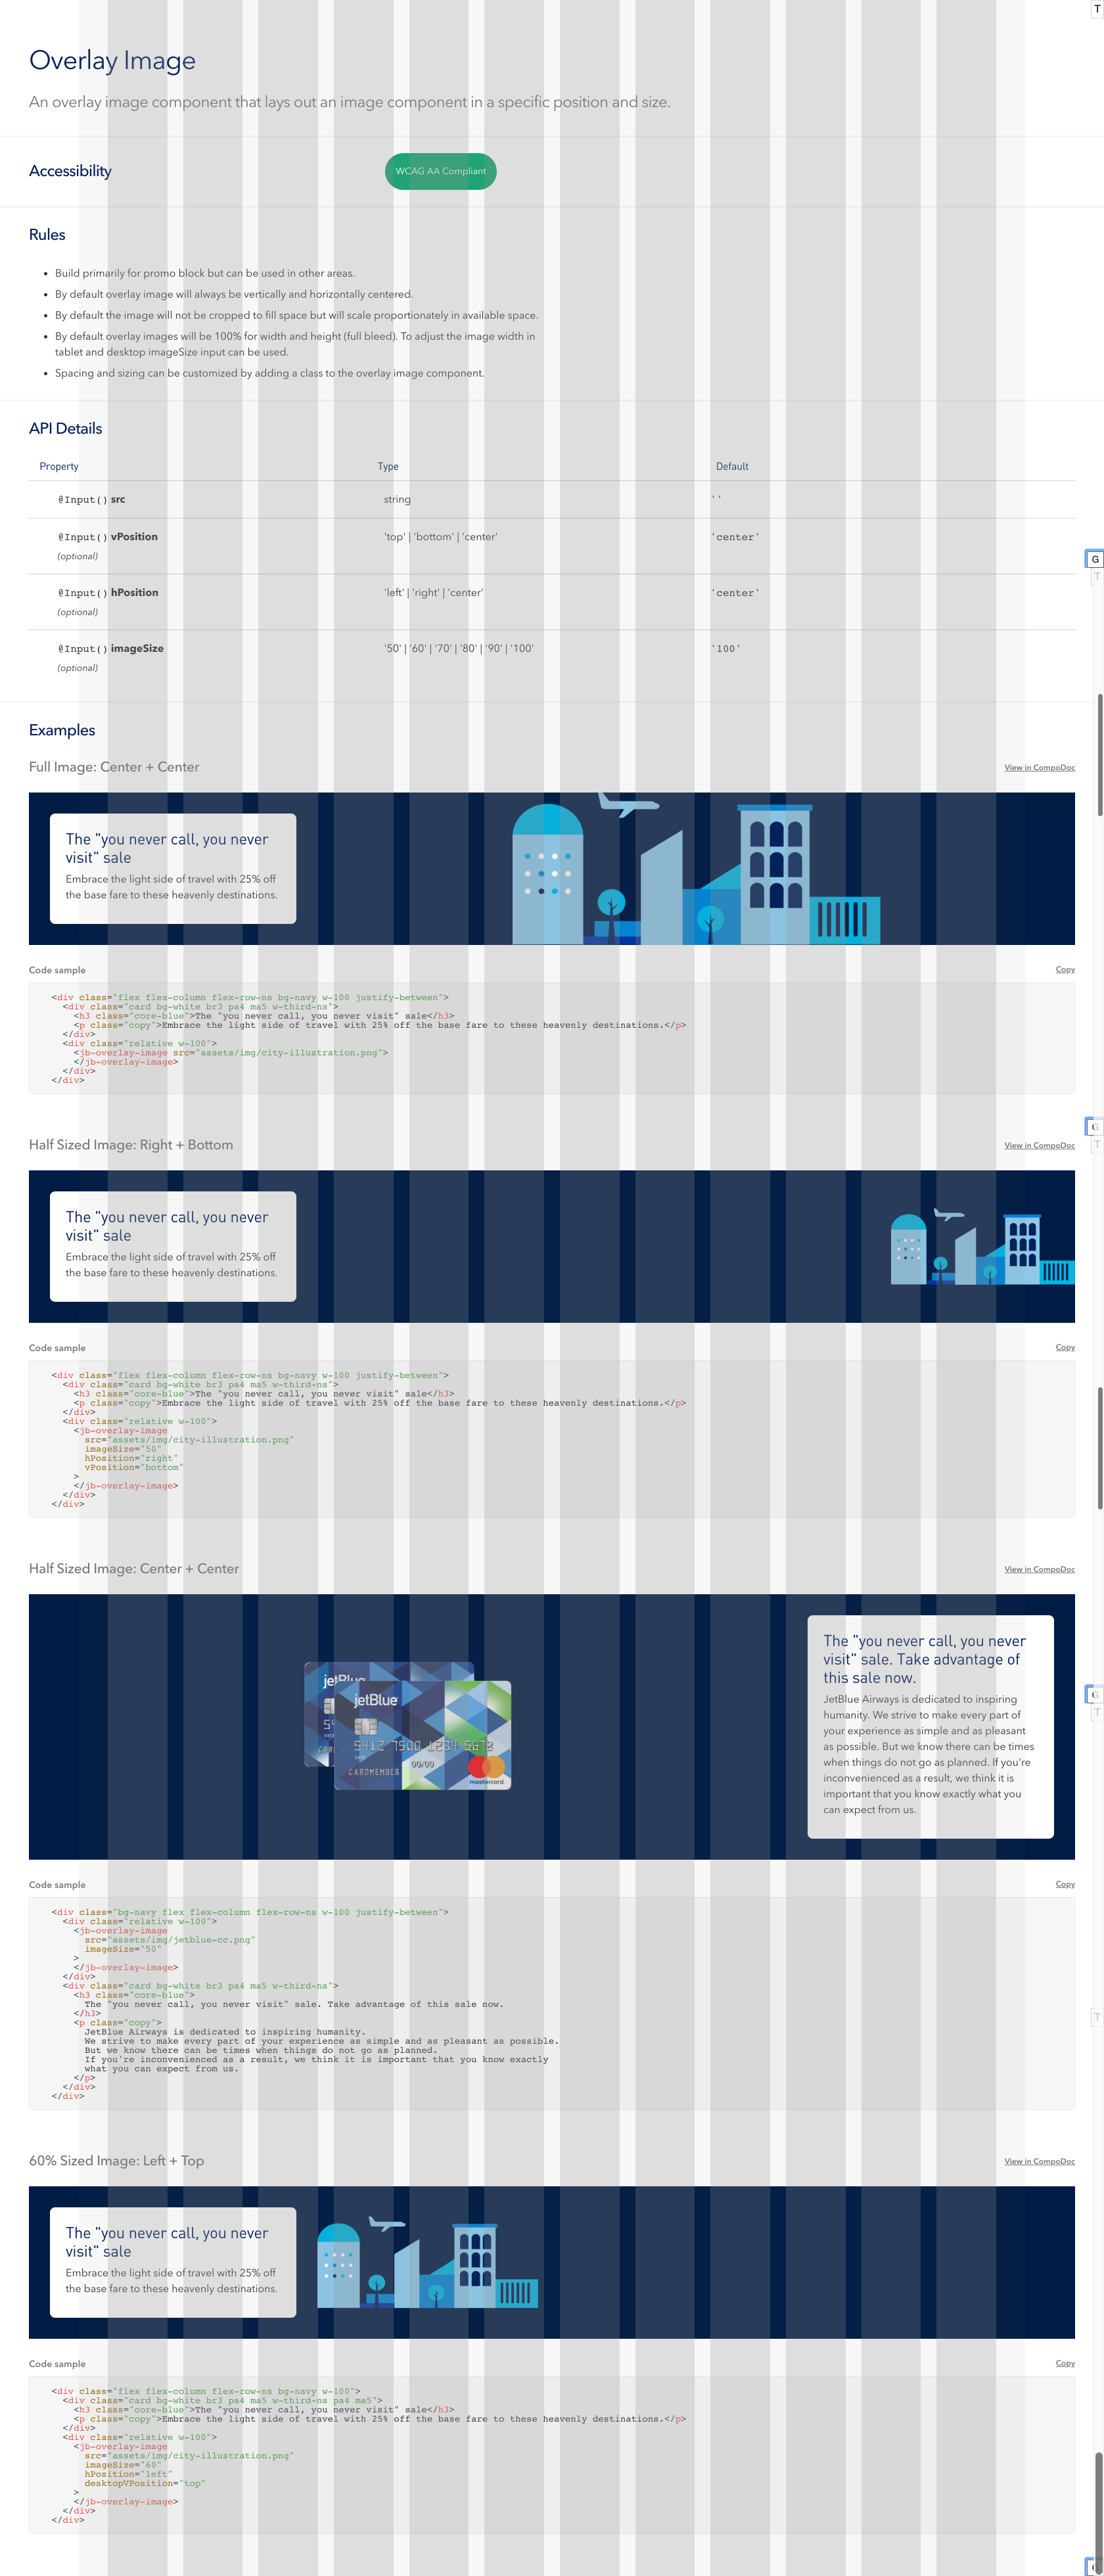 T
Overlay Image
An overlay image component that lays out an image component in a specific position and size.
Accessibility
WCAG AA Compliant
Rules
• Build primarily for promo block but can be used in other areas.
• By default overlay image will always be vertically and horizontally centered.
• By default the image will not be cropped to fill space but will scale proportionately in available space.
• By default overlay images will be 100% for width and height (full bleed). To adjust the image width in
tablet and desktop imageSize input can be used.
• Spacing and sizing can be customized by adding a class to the overlay image component.
API Details
Property Type Default
@Input() src string ''
@Input() vPosition 'top' | 'bottom' | 'center' 'center'
(optional)
G
T
@Input() hPosition 'left' | 'right' | 'center' 'center'
(optional)
@Input() imageSize '50' | '60' | '70' | '80' | '90' | '100' '100'
(optional)
Examples
Full Image: Center + Center View in CompoDoc
The "you never call, you never
visit" sale
Embrace the light side of travel with 25% off
the base fare to these heavenly destinations.
Code sample Copy
<div class="flex flex-column flex-row-ns bg-navy w-100 justify-between">
<div class="card bg-white br3 pa4 ma5 w-third-ns">
<h3 class="core-blue">The "you never call, you never visit" sale</h3>
<p class="copy">Embrace the light side of travel with 25% off the base fare to these heavenly destinations.</p>
</div>
<div class="relative w-100">
<jb-overlay-image src="assets/img/city-illustration.png">
</jb-overlay-image>
</div>
</div>
G
T
Half Sized Image: Right + Bottom View in CompoDoc
The "you never call, you never
visit" sale
Embrace the light side of travel with 25% off
the base fare to these heavenly destinations.
Code sample Copy
<div class="flex flex-column flex-row-ns bg-navy w-100 justify-between">
<div class="card bg-white br3 pa4 ma5 w-third-ns">
<h3 class="core-blue">The "you never call, you never visit" sale</h3>
<p class="copy">Embrace the light side of travel with 25% off the base fare to these heavenly destinations.</p>
</div>
<div class="relative w-100">
<jb-overlay-image
src="assets/img/city-illustration.png"
imageSize="50"
hPosition="right"
vPosition="bottom"
>
</jb-overlay-image>
</div>
</div>
Half Sized Image: Center + Center View in CompoDoc
jetBlue
jetBlue
5412 7500 1234 5678
00/00
CARDMEMBER
mastercard
The "you never call, you never
visit" sale. Take advantage of
this sale now.
JetBlue Airways is dedicated to inspiring
humanity. We strive to make every part of
your experience as simple and as pleasant
as possible. But we know there can be times
when things do not go as planned. If you're
inconvenienced as a result, we think it is
important that you know exactly what you
can expect from us.
G
T
Code sample Copy
<div class="bg-navy flex flex-column flex-row-ns w-100 justify-between">
<div class="relative w-100">
<jb-overlay-image
src="assets/img/jetblue-cc.png"
imageSize="50"
>
</jb-overlay-image>
</div>
<div class="card bg-white br3 pa4 ma5 w-third-ns">
<h3 class="core-blue">
The "you never call, you never visit" sale. Take advantage of this sale now.
</h3>
<p class="copy">
JetBlue Airways is dedicated to inspiring humanity.
We strive to make every part of your experience as simple and as pleasant as possible.
But we know there can be times when things do not go as planned.
If you're inconvenienced as a result, we think it is important that you know exactly
what you can expect from us.
</p>
</div>
</div>
T
60% Sized Image: Left + Top View in CompoDoc
The "you never call, you never
visit" sale
Embrace the light side of travel with 25% off
the base fare to these heavenly destinations.
Code sample Copy
<div class="flex flex-column flex-row-ns bg-navy w-100">
<div class="card bg-white br3 pa4 ma5 w-third-ns pa4 ma5">
<h3 class="core-blue">The "you never call, you never visit" sale</h3>
<p class="copy">Embrace the light side of travel with 25% off the base fare to these heavenly destinations.</p>
</div>
<div class="relative w-100">
<jb-overlay-image
src="assets/img/city-illustration.png"
imageSize="60"
hPosition="left"
desktopVPosition="top"
>
</jb-overlay-image>
</div>
</div>